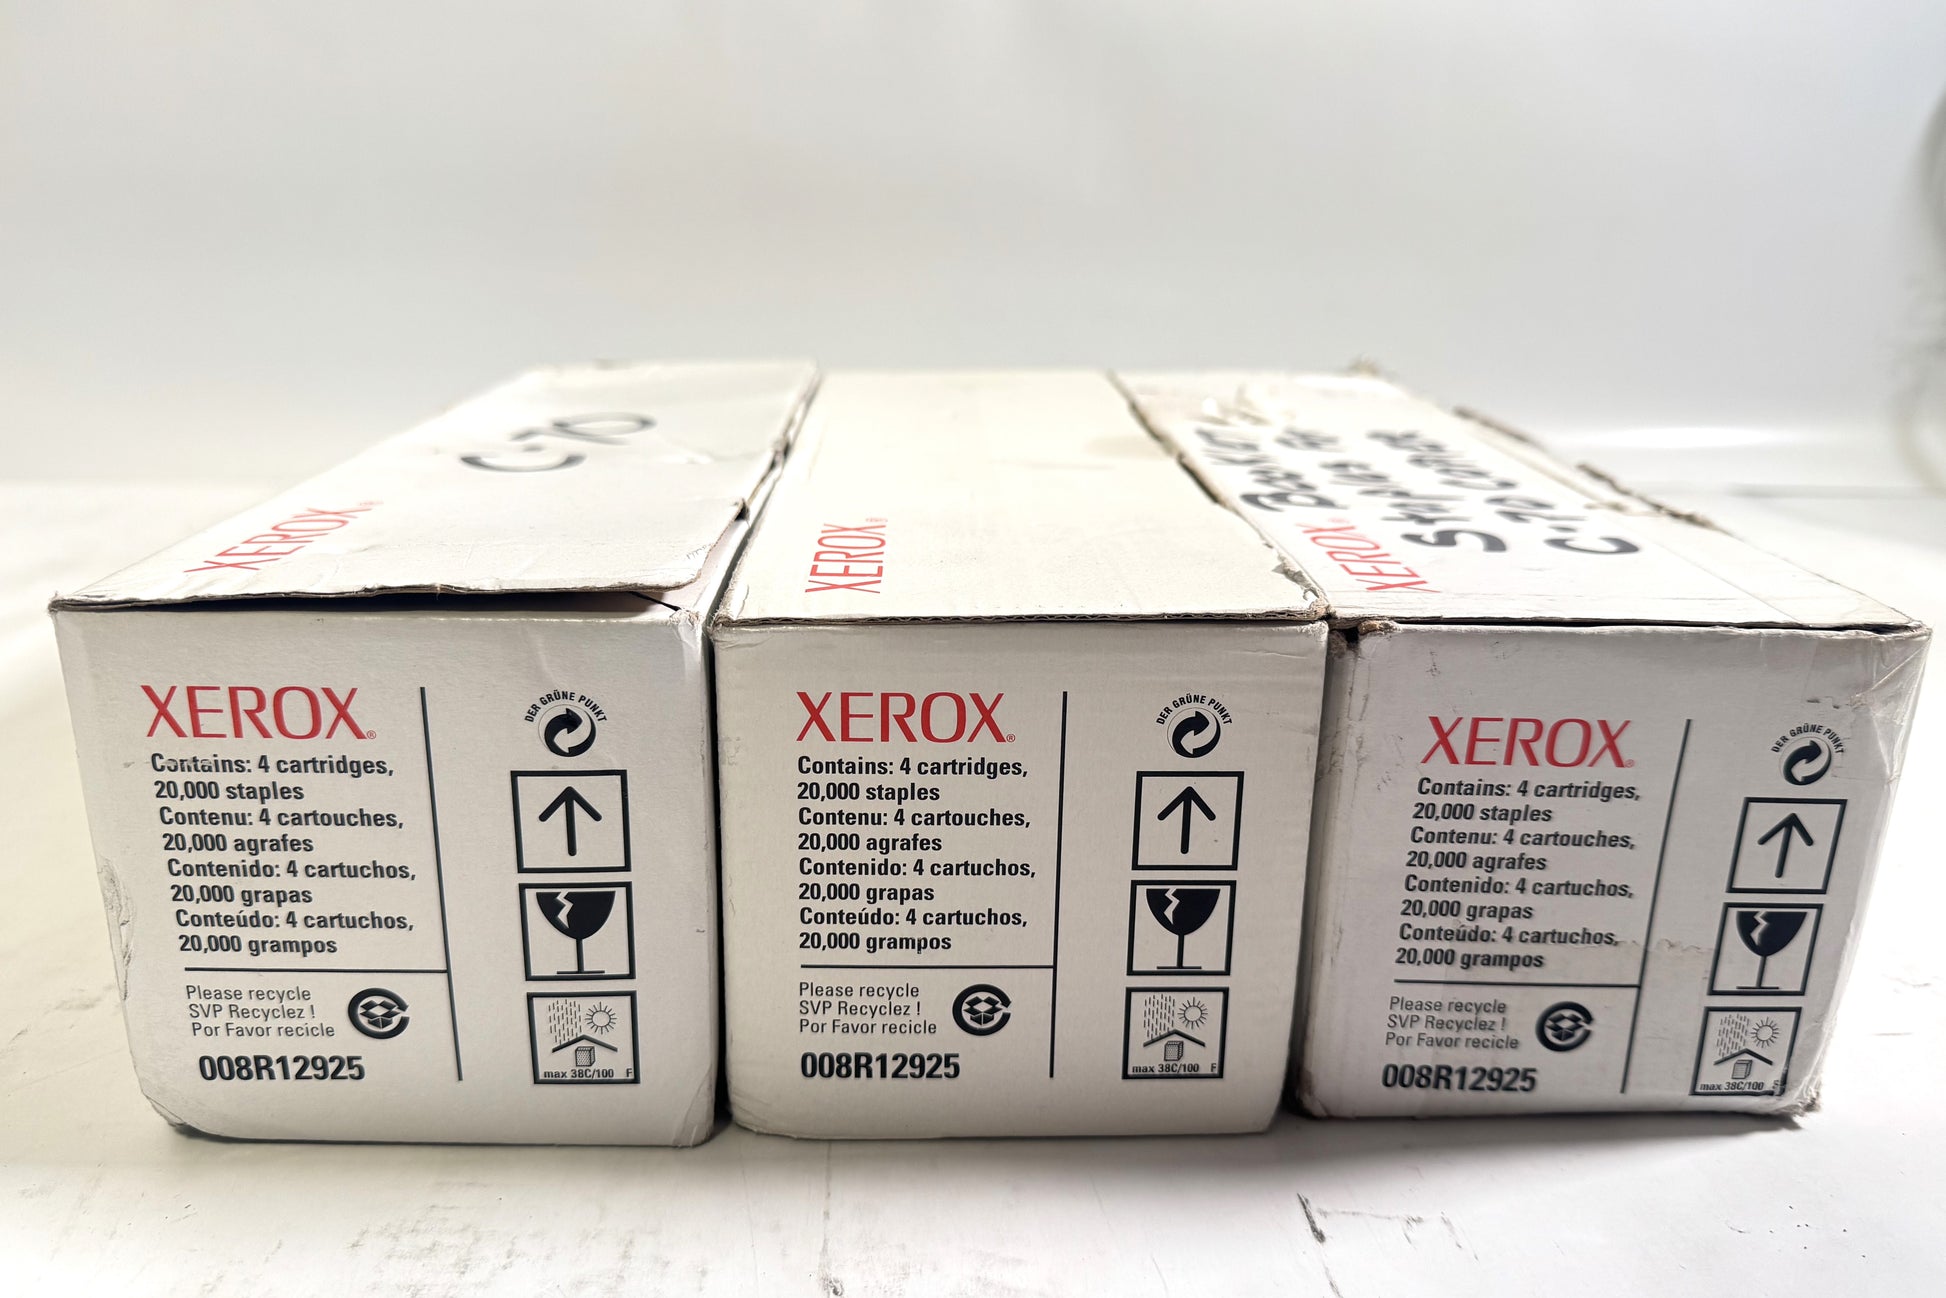 C-70
XEROX®
XEROX®
BOOKLET
Staples for
C-70 Copier
XEROX®
XEROX®
Contains: 4 cartridges,
20,000 staples
Contenu: 4 cartouches,
20,000 agrafes
Contenido: 4 cartuchos,
20,000 grapas
Conteúdo: 4 cartuchos,
20,000 grampos
Please recycle
SVP Recyclez !
Por Favor recicle
008R12925
DER GRÜNE PUNKT
max 38C/100 F
XEROX®
Contains: 4 cartridges,
20,000 staples
Contenu: 4 cartouches,
20,000 agrafes
Contenido: 4 cartuchos,
20,000 grapas
Conteúdo: 4 cartuchos,
20,000 grampos
Please recycle
SVP Recyclez !
Por Favor recicle
008R12925
DER GRÜNE PUNKT
max 38C/100 F
XEROX®
Contains: 4 cartridges,
20,000 staples
Contenu: 4 cartouches,
20,000 agrafes
Contenido: 4 cartuchos,
20,000 grapas
Conteúdo: 4 cartuchos,
20,000 grampos
Please recycle
SVP Recyclez !
Por Favor recicle
008R12925
DER GRÜNE PUNKT
max 38C/100 F